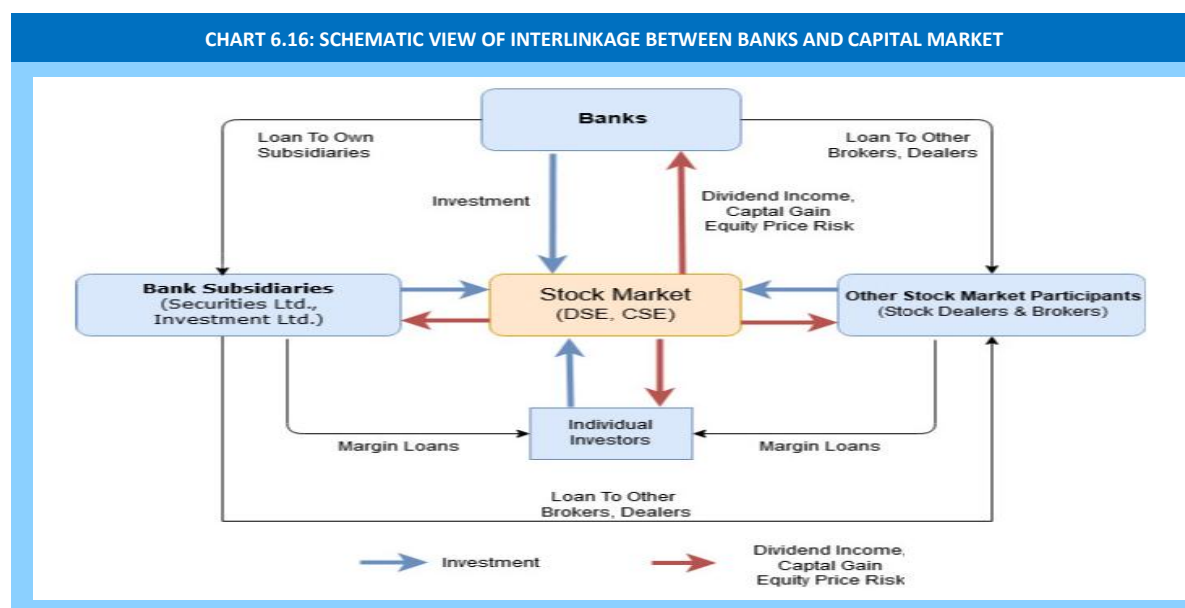 CHART 6.16: SCHEMATIC VIEW OF INTERLINKAGE BETWEEN BANKS AND CAPITAL MARKET
Banks
Loan To Own
Subsidiaries
Loan To Other
Brokers, Dealers
Investment
Dividend Income,
Captal Gain
Equity Price Risk
Bank Subsidiaries
(Securities Ltd.,
Investment Ltd.)
Stock Market
(DSE, CSE)
Other Stock Market Participants
(Stock Dealers & Brokers)
Individual
Investors
Margin Loans
Margin Loans
Loan To Other
Brokers, Dealers
Investment
Dividend Income,
Captal Gain
Equity Price Risk